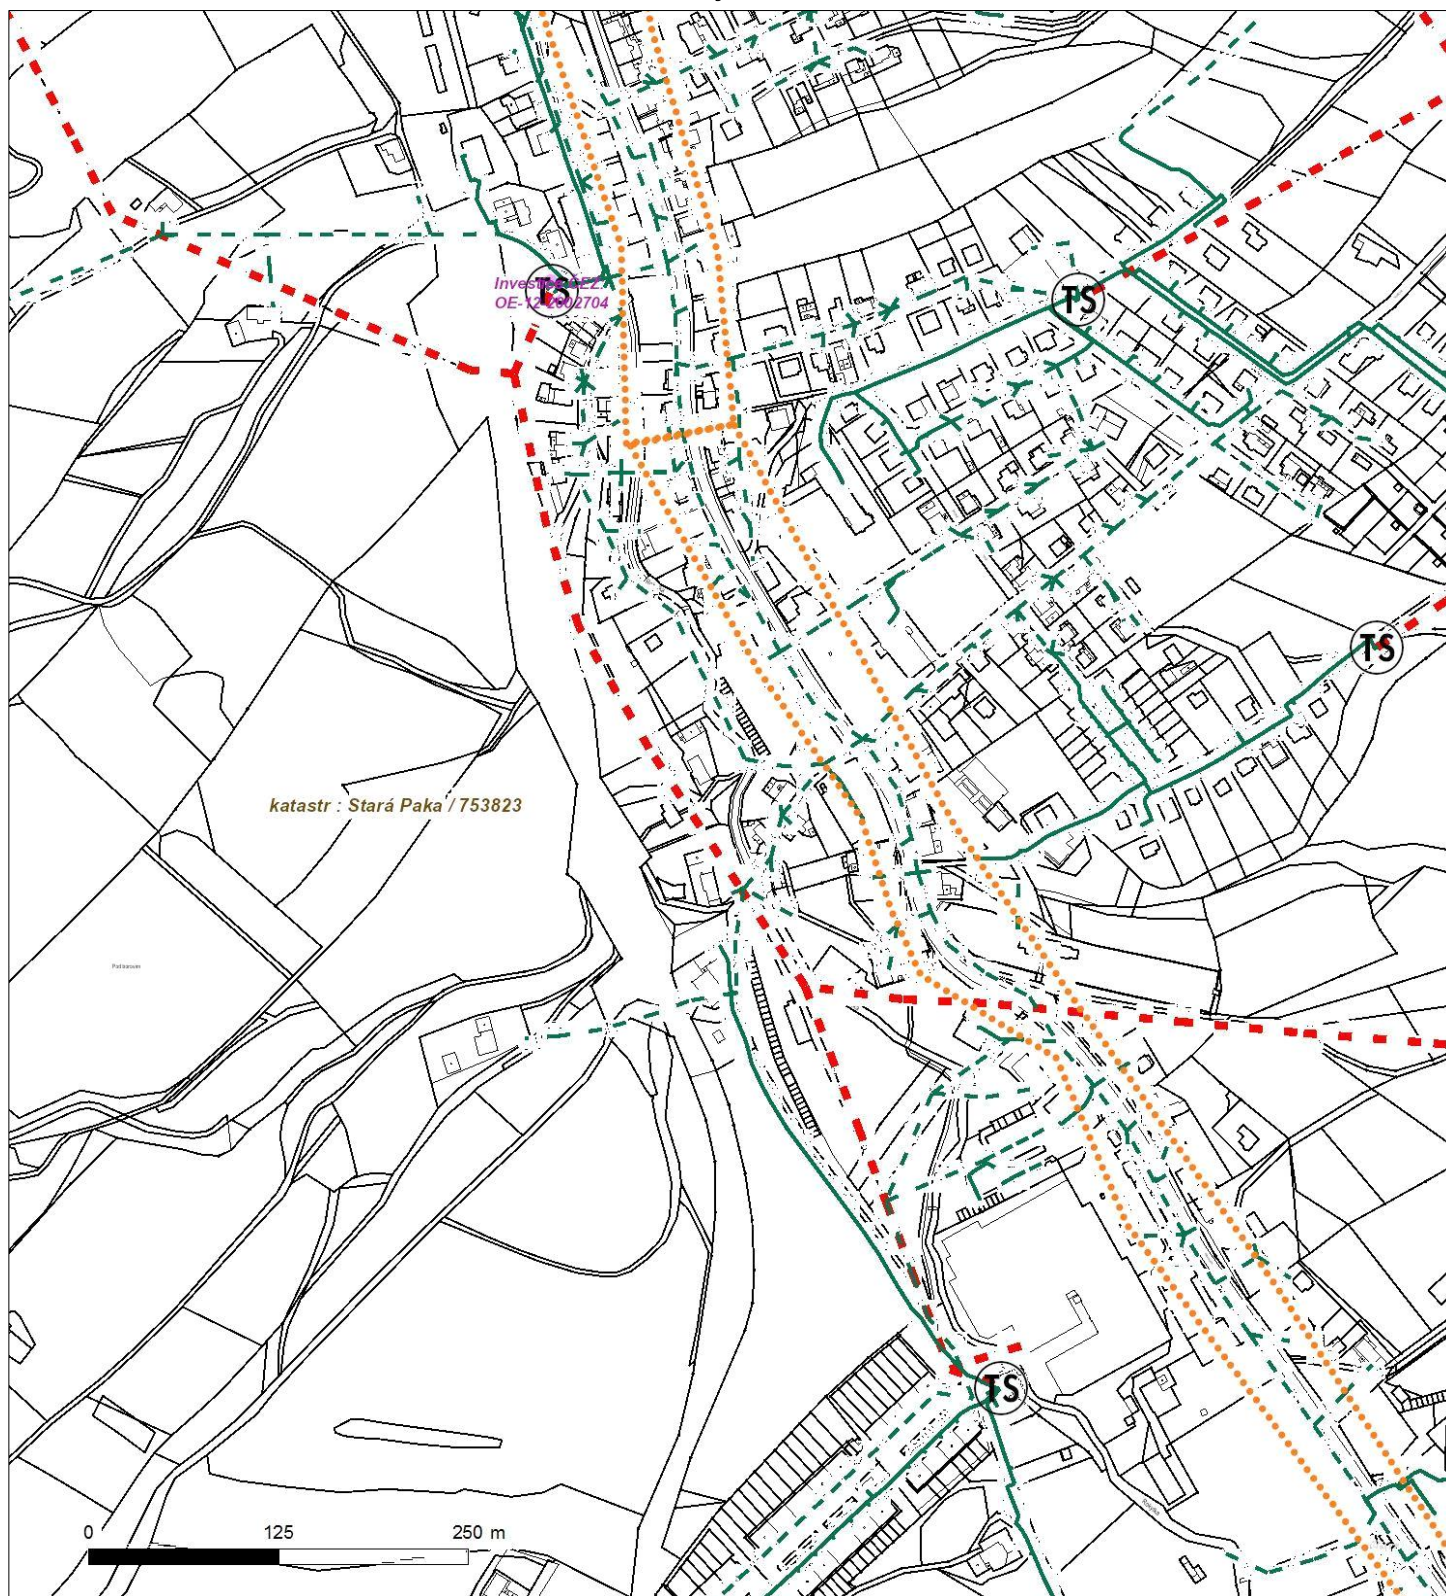 TS
Investice ČEZ:
OE-12-2002704
TS
TS
katastr : Stará Paka / 753823
TS
0 125 250 m